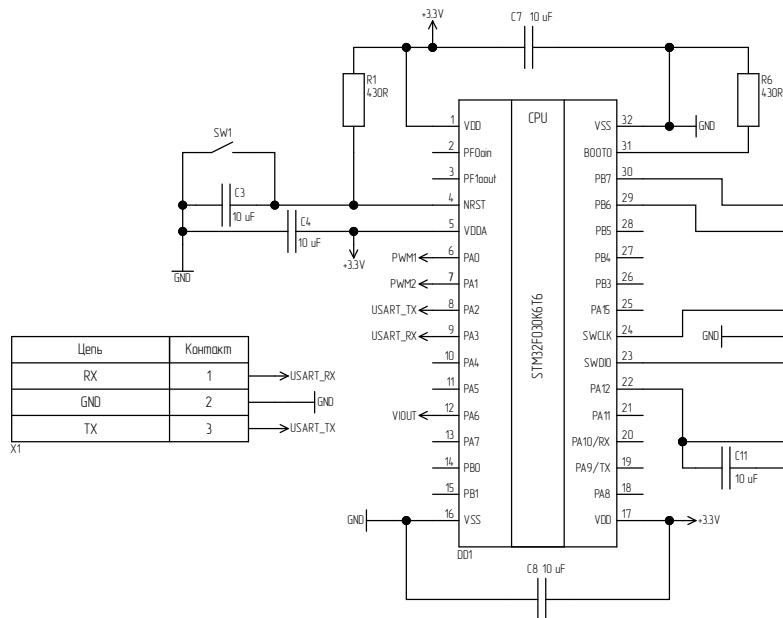 +3.3V
C7 10 uF
R1
430R
R6
430R
CPU
1 VDD
VSS 32
GND
SW1
2 PF0oin
BOOT0 31
3 PF1oout
PB7 30
C3
10 uF
4 NRST
PB6 29
C4
10 uF
5 VDDA
PB5 28
+3.3V
GND
PWM1
6 PA0
PB4 27
PWM2
7 PA1
PB3 26
USART_TX
8 PA2
PA15 25
USART_RX
9 PA3
SWCLK 24
GND
STM32F030K6T6
10 PA4
SWDIO 23
11 PA5
PA12 22
VIOUT
12 PA6
PA11 21
13 PA7
PA10/RX 20
14 PB0
PA9/TX 19
C11
10 uF
15 PB1
PA8 18
GND
16 VSS
VDD 17
+3.3V
DD1
C8 10 uF
Цепь Контакт
RX 1 USART_RX
GND 2 GND
TX 3 USART_TX
X1